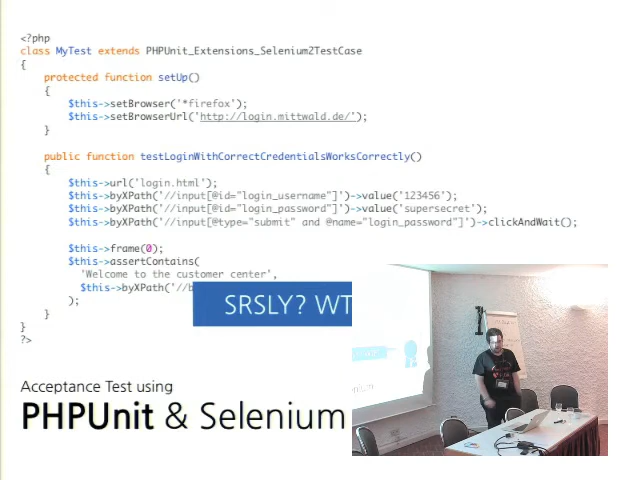 <?php
class MyTest extends PHPUnit_Extensions_Selenium2TestCase
{
protected function setUp()
{
$this->setBrowser('*firefox');
$this->setBrowserUrl('http://login.mittwald.de/');
}
public function testLoginWithCorrectCredentialsWorksCorrectly()
{
$this->url('login.html');
$this->byXPath('//input[@id="login_username"]')->value('123456');
$this->byXPath('//input[@id="login_password"]')->value('supersecret');
$this->byXPath('//input[@type="submit" and @name="login_password"]')->clickAndWait();
$this->frame(0);
$this->assertContains(
'Welcome to the customer center',
$this->byXPath('//b
);
}
}
?>
SRSLY? WT
Acceptance Test using
PHPUnit & Selenium